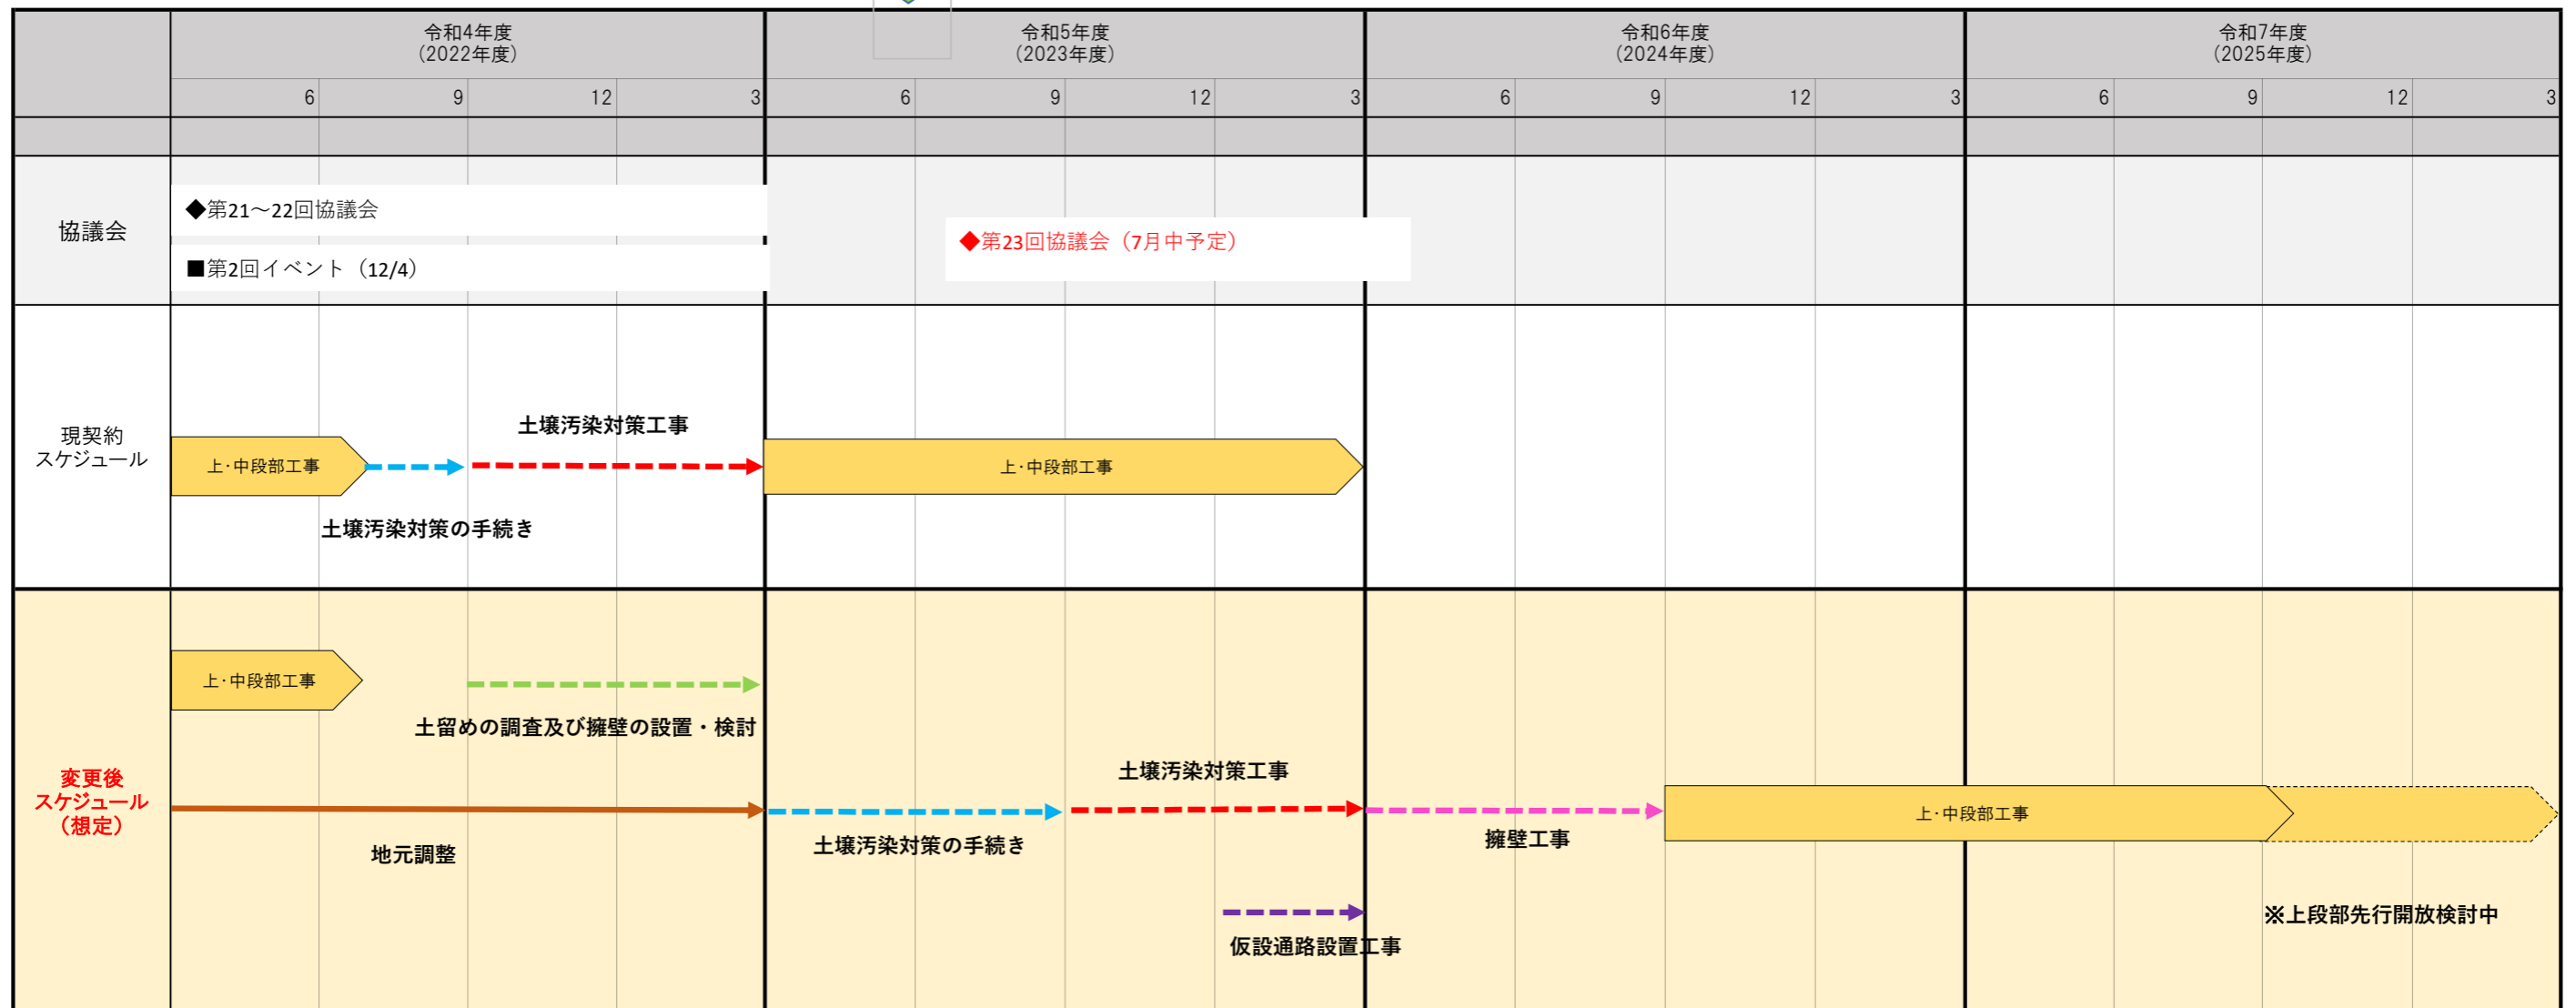 令和4年度
（2022年度）
令和5年度
（2023年度）
令和6年度
（2024年度）
令和7年度
（2025年度）
6 9 12 3 6 9 12 3 6 9 12 3 6 9 12 3
協議会
◆第21～22回協議会
■第2回イベント（12/4）
◆第23回協議会（7月中予定）
現契約
スケジュール
土壌汚染対策工事
上・中段部工事
上・中段部工事
土壌汚染対策の手続き
変更後
スケジュール
（想定）
上・中段部工事
土留めの調査及び擁壁の設置・検討
土壌汚染対策工事
上・中段部工事
地元調整
土壌汚染対策の手続き
擁壁工事
※上段部先行開放検討中
仮設通路設置工事